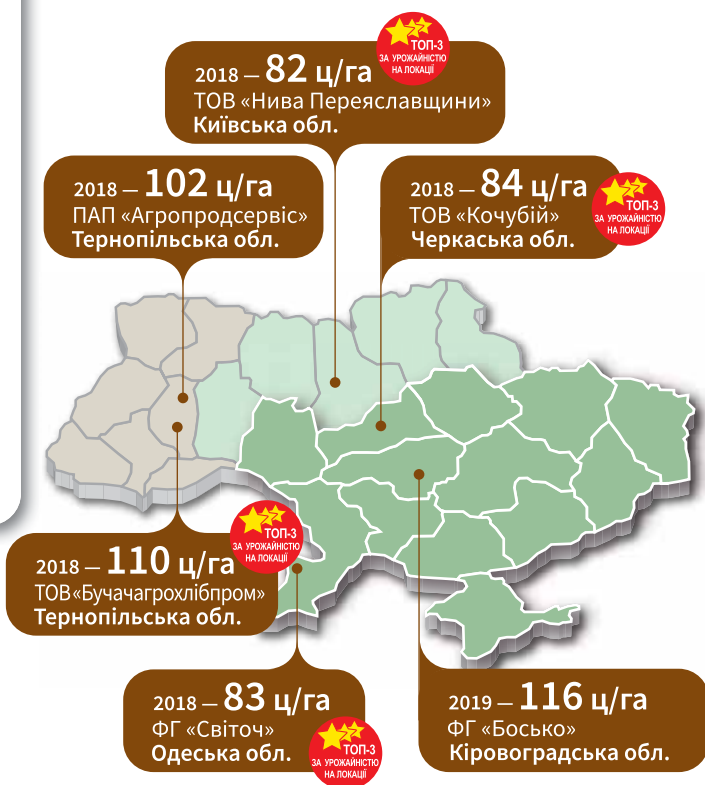 2018 — 82 ц/га
ТОВ «Нива Переяславщини»
Київська обл.
ТОП-3
ЗА УРОЖАЙНІСТЮ
НА ЛОКАЦІЇ
2018 — 102 ц/га
ПАП «Агропродсервіс»
Тернопільська обл.
2018 — 84 ц/га
ТОВ «Кочубій»
Черкаська обл.
ТОП-3
ЗА УРОЖАЙНІСТЮ
НА ЛОКАЦІЇ
2018 — 110 ц/га
ТОВ«Бучачагрохлібпром»
Тернопільська обл.
ТОП-3
ЗА УРОЖАЙНІСТЮ
НА ЛОКАЦІЇ
2018 — 83 ц/га
ФГ «Світоч»
Одеська обл.
ТОП-3
ЗА УРОЖАЙНІСТЮ
НА ЛОКАЦІЇ
2019 — 116 ц/га
ФГ «Босько»
Кіровоградська обл.